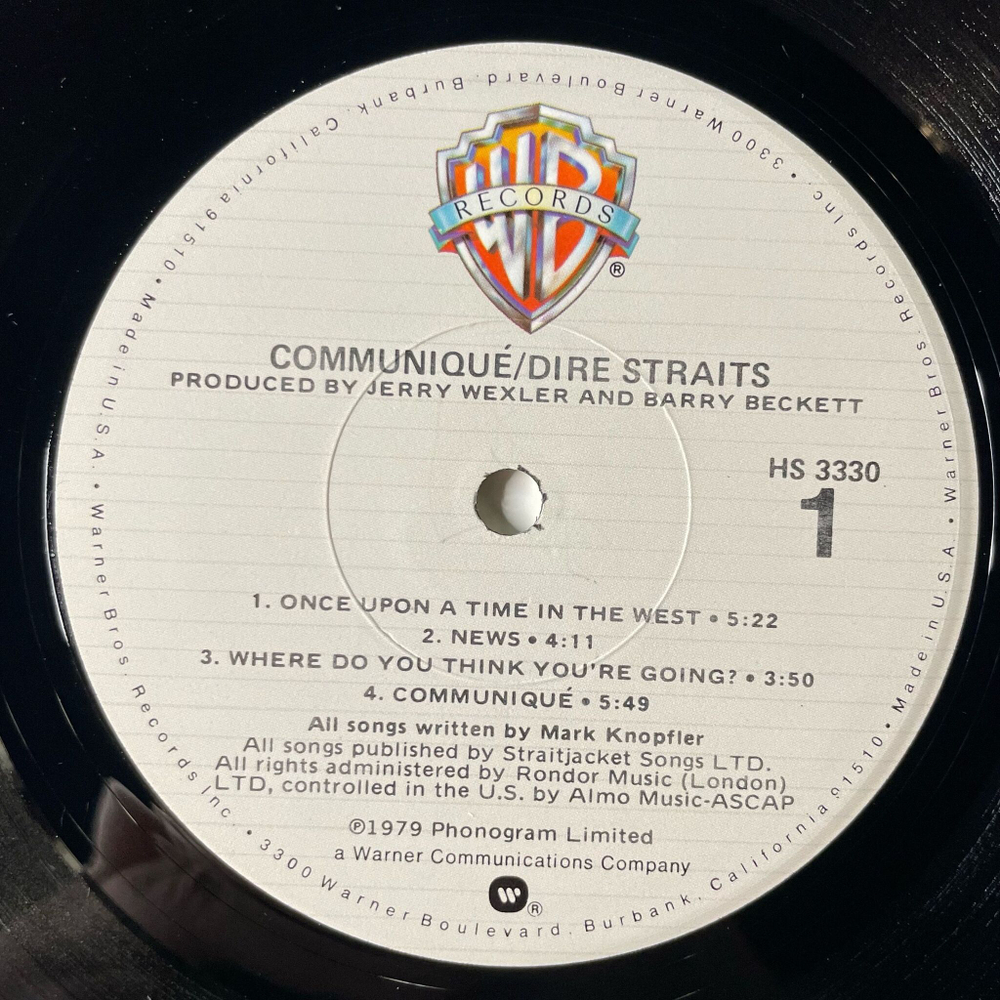 WB
RECORDS
®
COMMUNIQUÉ/DIRE STRAITS
PRODUCED BY JERRY WEXLER AND BARRY BECKETT
HS 3330
1
1. ONCE UPON A TIME IN THE WEST • 5:22
2. NEWS • 4:11
3. WHERE DO YOU THINK YOU'RE GOING? • 3:50
4. COMMUNIQUÉ • 5:49
All songs written by Mark Knopfler
All songs published by Straitjacket Songs LTD.
All rights administered by Rondor Music (London)
LTD, controlled in the U.S. by Almo Music-ASCAP
℗1979 Phonogram Limited
a Warner Communications Company
W ®
Warner Bros. Records Inc. • 3300 Warner Boulevard. Burbank, California 91510 • Made in U.S.A. • Warner Bros. Records Inc. • 3300 Warner Boulevard. Burbank, California 91510 • Made in U.S.A. •